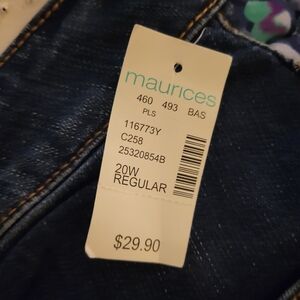 maurices
460 493 BAS
PLS
116773Y
C258
25320854B
20W
REGULAR
$29.90